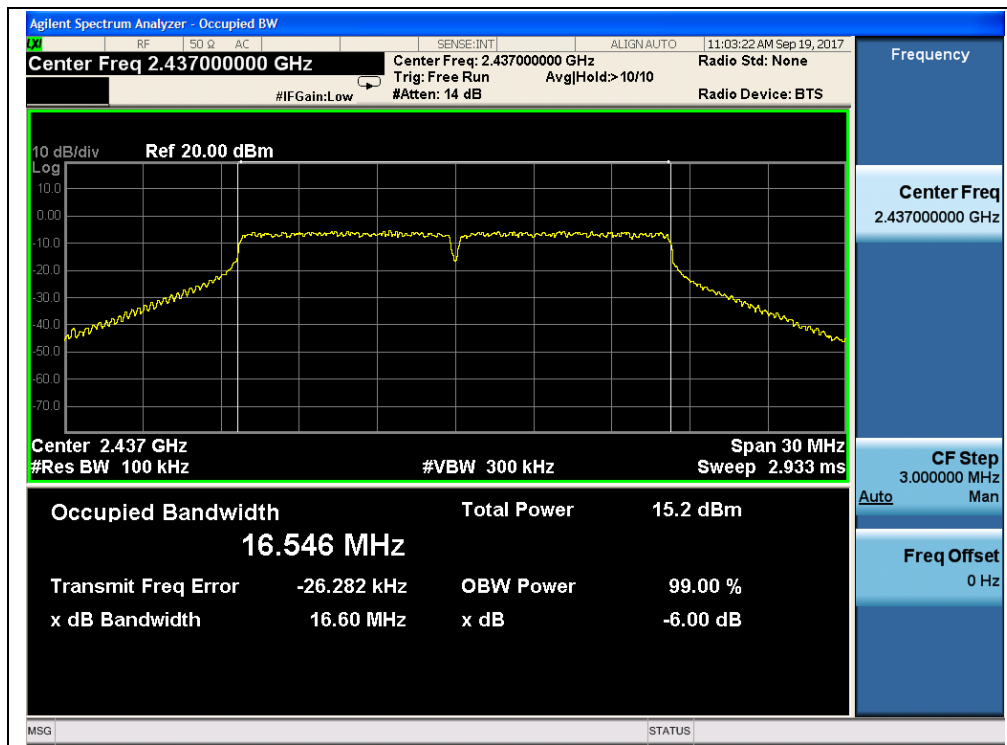 Agilent Spectrum Analyzer - Occupied BW
LXI RF 50 Ω AC SENSE:INT ALIGN AUTO 11:03:22 AM Sep 19, 2017
Center Freq 2.437000000 GHz
Center Freq: 2.437000000 GHz
Radio Std: None
Trig: Free Run Avg|Hold:>10/10
#IFGain:Low
#Atten: 14 dB
Radio Device: BTS
Frequency
10 dB/div Ref 20.00 dBm
Log
10.0
0.00
-10.0
-20.0
-30.0
-40.0
-50.0
-60.0
-70.0
Center 2.437 GHz Span 30 MHz
#Res BW 100 kHz #VBW 300 kHz Sweep 2.933 ms
Center Freq
2.437000000 GHz
CF Step
3.000000 MHz
Auto Man
Freq Offset
0 Hz
Occupied Bandwidth Total Power 15.2 dBm
16.546 MHz
Transmit Freq Error -26.282 kHz OBW Power 99.00 %
x dB Bandwidth 16.60 MHz x dB -6.00 dB
MSG STATUS